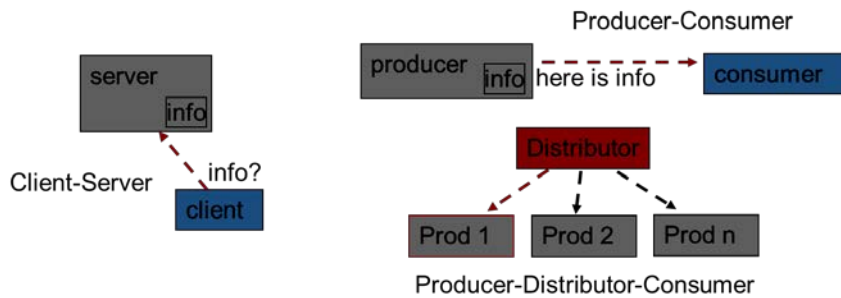 server
info
info?
Client-Server
client
Producer-Consumer
producer
info
here is info
consumer
Distributor
Prod 1
Prod 2
Prod n
Producer-Distributor-Consumer